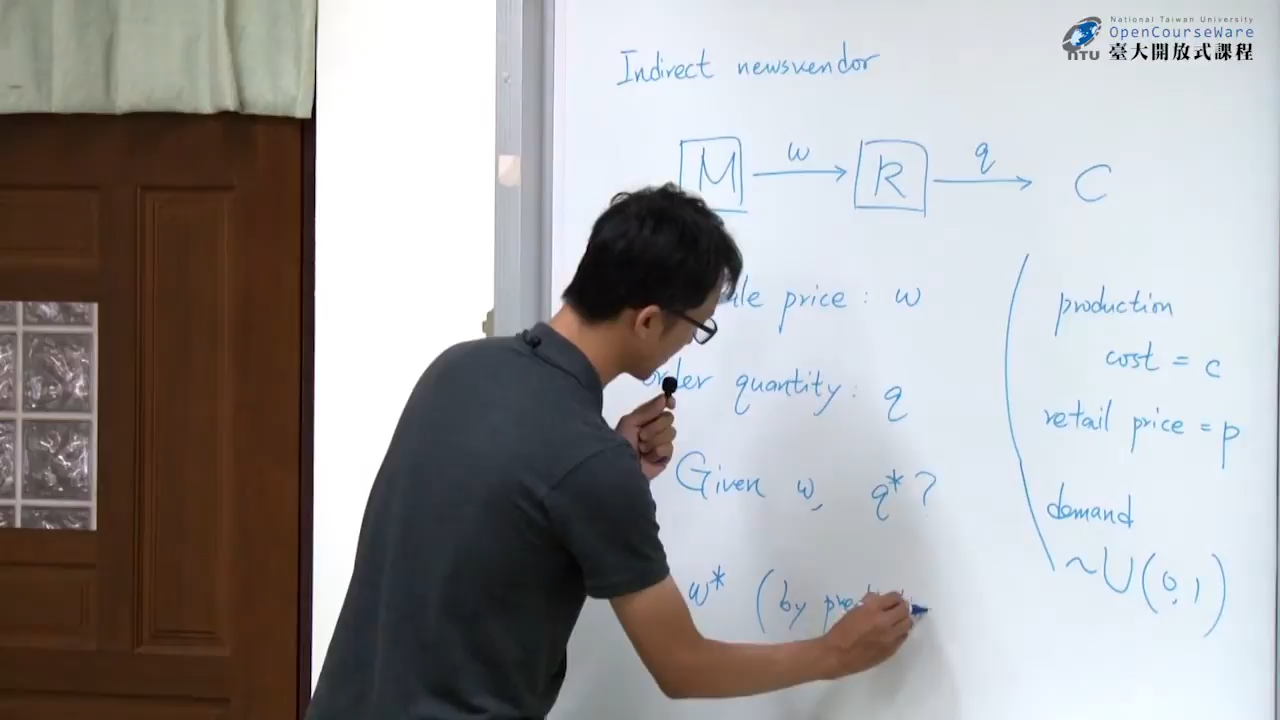 National Taiwan University
OpenCourseWare
NTU 臺大開放式課程
Indirect newsvendor
M w R q C
price : w
order quantity : q
Given w, q* ?
w* (by
production
cost = c
retail price = p
demand
~ U(0,1)